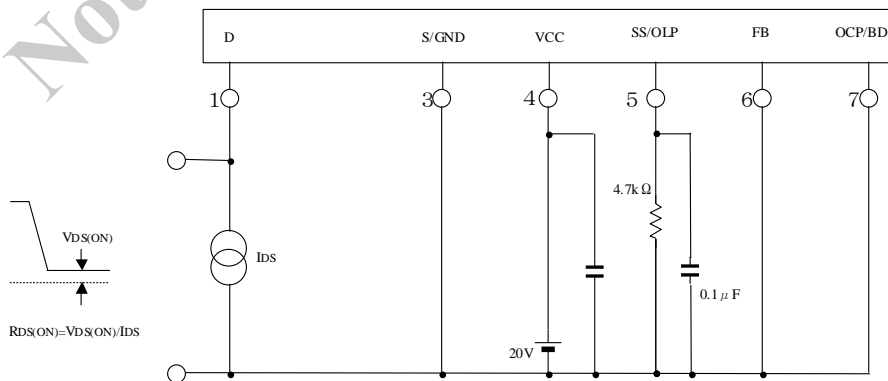 D S/GND VCC SS/OLP FB OCP/BD
1 3 4 5 6 7
4.7kΩ
VDS(ON)
IDS
0.1μF
RDS(ON)=VDS(ON)/IDS
20V